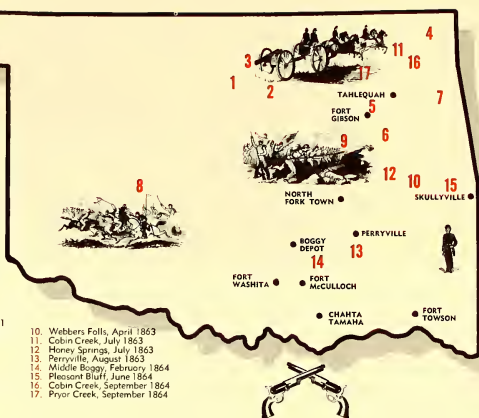 4
3
11
16
1
2
17
7
TAHLEQUAH
5
FORT
GIBSON
6
9
12
10
15
8
SKULLYVILLE
NORTH
FORK TOWN
PERRYVILLE
BOGGY
DEPOT
13
14
FORT
WASHITA
FORT
McCULLOCH
CHAHTA
TAMAHA
FORT
TOWSON
10. Webbers Falls, April 1863
11. Cabin Creek, July 1863
12 Honey Springs, July 1863
13. Perryville, August 1863
14. Middle Boggy, February 1864
15. Pleasant Bluff, June 1864
16. Cabin Creek, September 1864
17. Pryor Creek, September 1864